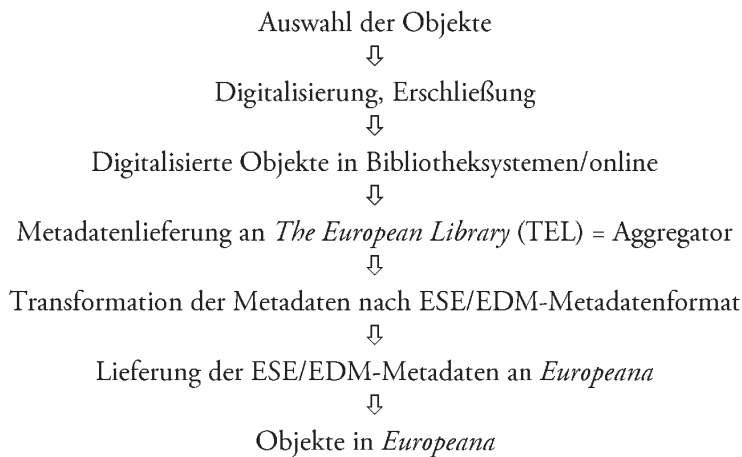 Auswahl der Objekte
⇩
Digitalisierung, Erschließung
⇩
Digitalisierte Objekte in Bibliotheksystemen/online
⇩
Metadatenlieferung an The European Library (TEL) = Aggregator
⇩
Transformation der Metadaten nach ESE/EDM-Metadatenformat
⇩
Lieferung der ESE/EDM-Metadaten an Europeana
⇩
Objekte in Europeana